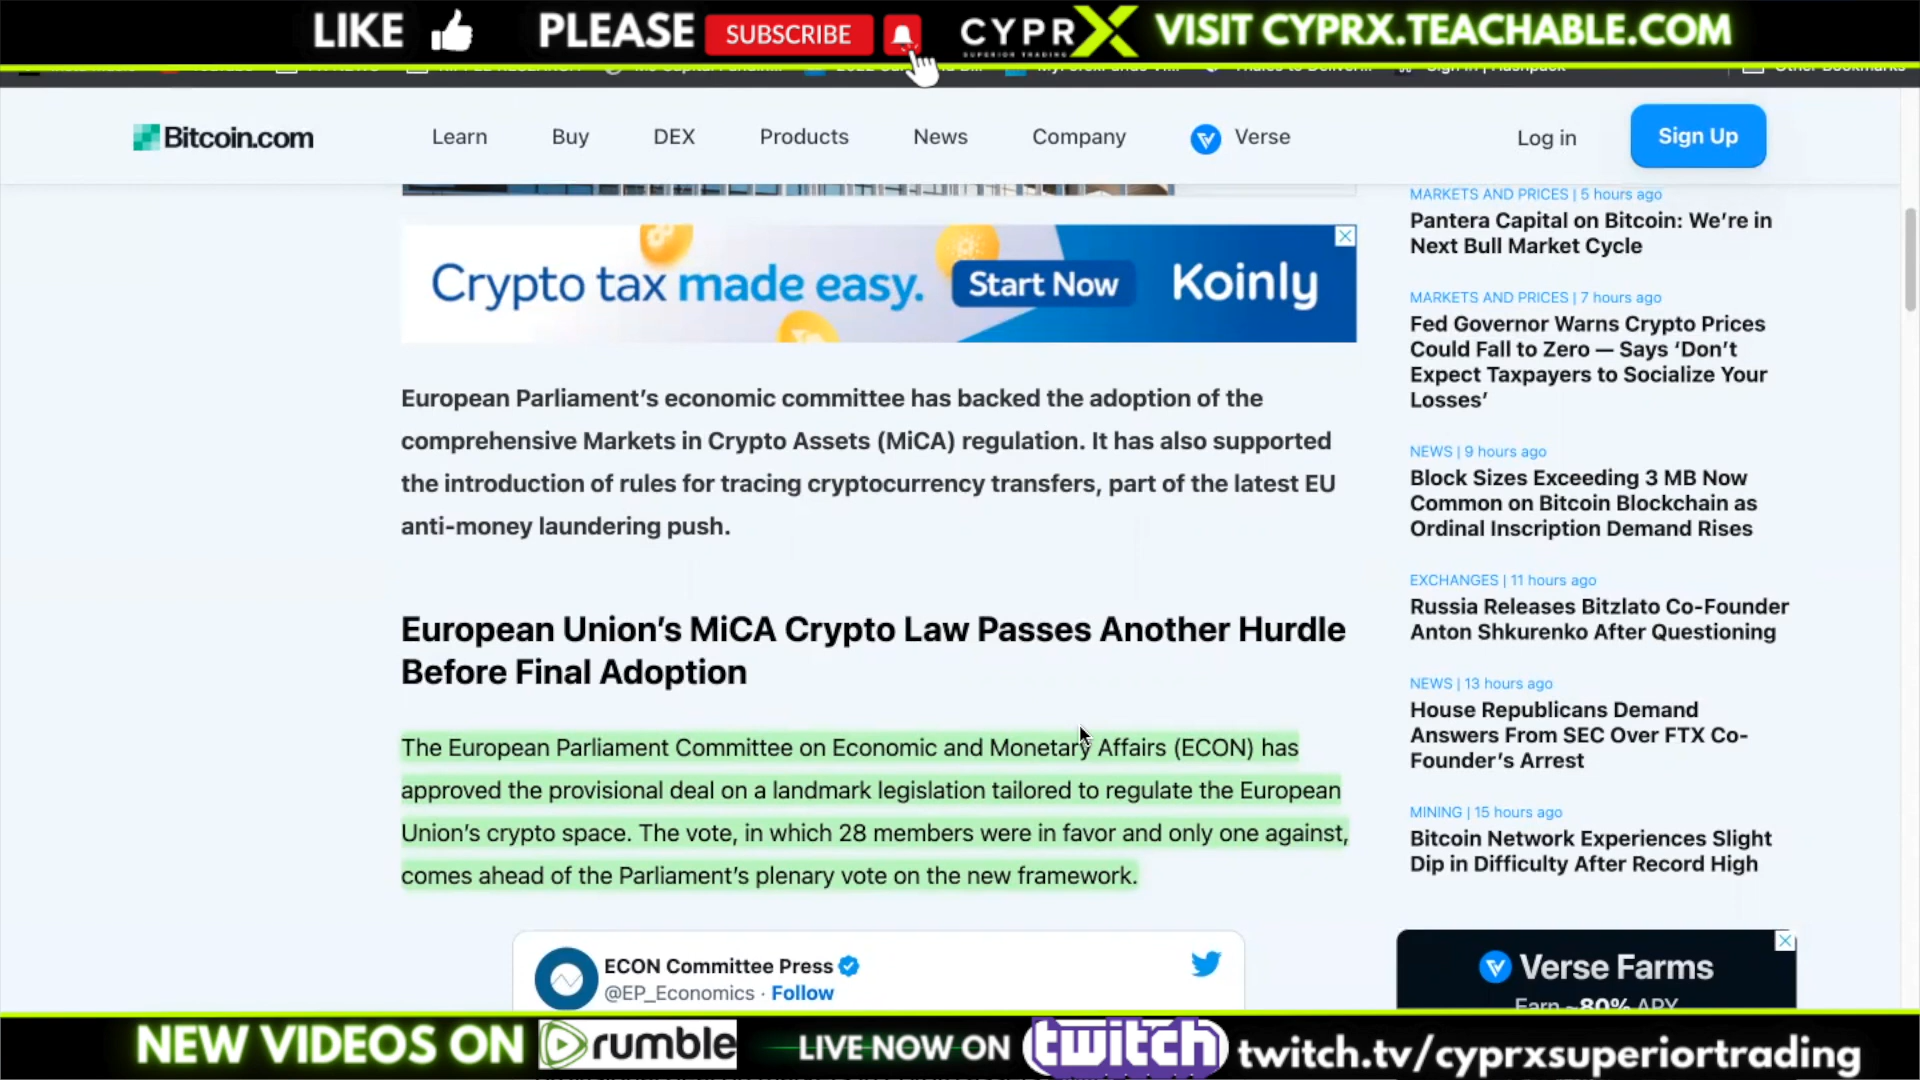 LIKE PLEASE SUBSCRIBE CYPRX VISIT CYPRX.TEACHABLE.COM
SUPERIOR TRADING
Other Bookmarks
Bitcoin.com Learn Buy DEX Products News Company Verse Log in Sign Up
Crypto tax made easy. Start Now Koinly
European Parliament’s economic committee has backed the adoption of the
comprehensive Markets in Crypto Assets (MiCA) regulation. It has also supported
the introduction of rules for tracing cryptocurrency transfers, part of the latest EU
anti-money laundering push.
European Union’s MiCA Crypto Law Passes Another Hurdle
Before Final Adoption
The European Parliament Committee on Economic and Monetary Affairs (ECON) has
approved the provisional deal on a landmark legislation tailored to regulate the European
Union’s crypto space. The vote, in which 28 members were in favor and only one against,
comes ahead of the Parliament’s plenary vote on the new framework.
ECON Committee Press
@EP_Economics · Follow
MARKETS AND PRICES | 5 hours ago
Pantera Capital on Bitcoin: We’re in
Next Bull Market Cycle
MARKETS AND PRICES | 7 hours ago
Fed Governor Warns Crypto Prices
Could Fall to Zero — Says ‘Don’t
Expect Taxpayers to Socialize Your
Losses’
NEWS | 9 hours ago
Block Sizes Exceeding 3 MB Now
Common on Bitcoin Blockchain as
Ordinal Inscription Demand Rises
EXCHANGES | 11 hours ago
Russia Releases Bitzlato Co-Founder
Anton Shkurenko After Questioning
NEWS | 13 hours ago
House Republicans Demand
Answers From SEC Over FTX Co-
Founder’s Arrest
MINING | 15 hours ago
Bitcoin Network Experiences Slight
Dip in Difficulty After Record High
Verse Farms
Earn ~80% APY
NEW VIDEOS ON rumble LIVE NOW ON twitch twitch.tv/cyprxsuperiortrading